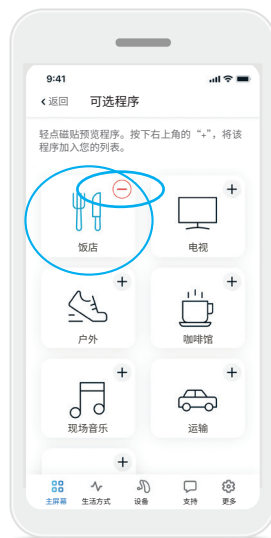 9:41
返回 可选程序
轻点磁贴预览程序。按下右上角的“+”，将该
程序加入您的列表。
饭店 电视
户外 咖啡馆
现场音乐 运输
主屏幕 生活方式 设备 支持 更多